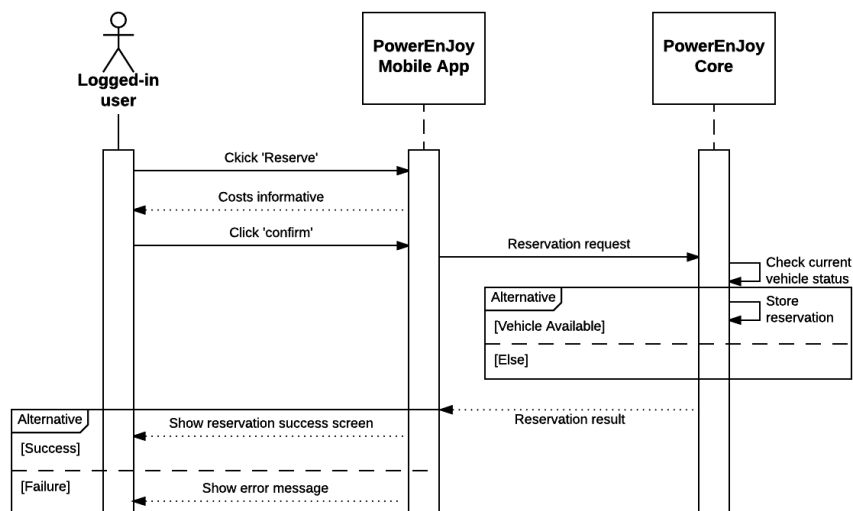 PowerEnJoy
Mobile App
PowerEnJoy
Core
Logged-in
user
Ckick 'Reserve'
Costs informative
Click 'confirm'
Reservation request
Check current
vehicle status
Alternative
Store
reservation
[Vehicle Available]
[Else]
Alternative
Show reservation success screen
Reservation result
[Success]
[Failure]
Show error message